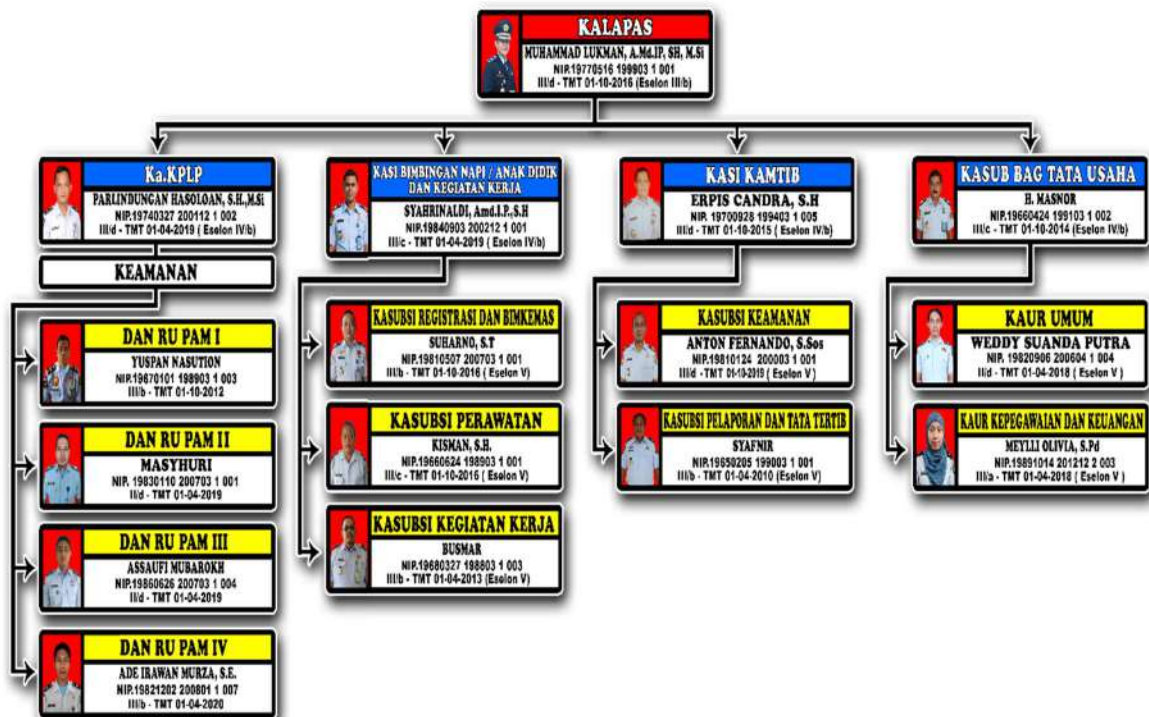 KALAPAS
MUHAMMAD LUKMAN, A.Md.IP, SH, M.Si
NIP.19770516 199903 1 001
III/d - TMT 01-10-2016 (Eselon III/b)
Ka.KPLP
PARLINDUNGAN HASOLOAN, S.H.,M.Si
NIP.19740327 200112 1 002
III/d - TMT 01-04-2019 ( Eselon IV/b)
KEAMANAN
DAN RU PAM I
YUSPAN NASUTION
NIP.19670101 198903 1 003
III/b - TMT 01-10-2012
DAN RU PAM II
MASYHURI
NIP. 19830110 200703 1 001
II/d - TMT 01-04-2019
DAN RU PAM III
ASSAUFI MUBAROKH
NIP.19860626 200703 1 004
II/d - TMT 01-04-2019
DAN RU PAM IV
ADE IRAWAN MURZA, S.E.
NIP.19821202 200801 1 007
III/b - TMT 01-04-2020
KASI BIMBINGAN NAPI / ANAK DIDIK
DAN KEGIATAN KERJA
SYAHRINALDI, Amd.I.P.,S.H
NIP.19840903 200212 1 001
III/c - TMT 01-04-2019 ( Eselon IV/b)
KASUBSI REGISTRASI DAN BIMKEMAS
SUHARNO, S.T
NIP.19810507 200703 1 001
III/b - TMT 01-10-2016 ( Eselon V)
KASUBSI PERAWATAN
KISMAN, S.H.
NIP.19660624 198903 1 001
III/c - TMT 01-10-2016 ( Eselon V)
KASUBSI KEGIATAN KERJA
BUSMAR
NIP.19680327 198803 1 003
III/b - TMT 01-04-2013 (Eselon V)
KASI KAMTIB
ERPIS CANDRA, S.H
NIP. 19700928 199403 1 005
III/d - TMT 01-10-2015 ( Eselon IV/b)
KASUBSI KEAMANAN
ANTON FERNANDO, S.Sos
NIP.19810124 200003 1 001
III/d - TMT 01-10-2019 ( Eselon V)
KASUBSI PELAPORAN DAN TATA TERTIB
SYAFNIR
NIP.19650205 199003 1 001
III/b - TMT 01-04-2010 (Eselon V)
KASUB BAG TATA USAHA
H. MASNOR
NIP.19660424 199103 1 002
III/c - TMT 01-10-2014 (Eselon IV/b)
KAUR UMUM
WEDDY SUANDA PUTRA
NIP. 19820906 200604 1 004
II/d - TMT 01-04-2018 ( Eselon V )
KAUR KEPEGAWAIAN DAN KEUANGAN
MEYLLI OLIVIA, S.Pd
NIP.19891014 201212 2 003
III/a - TMT 01-04-2018 ( Eselon V )